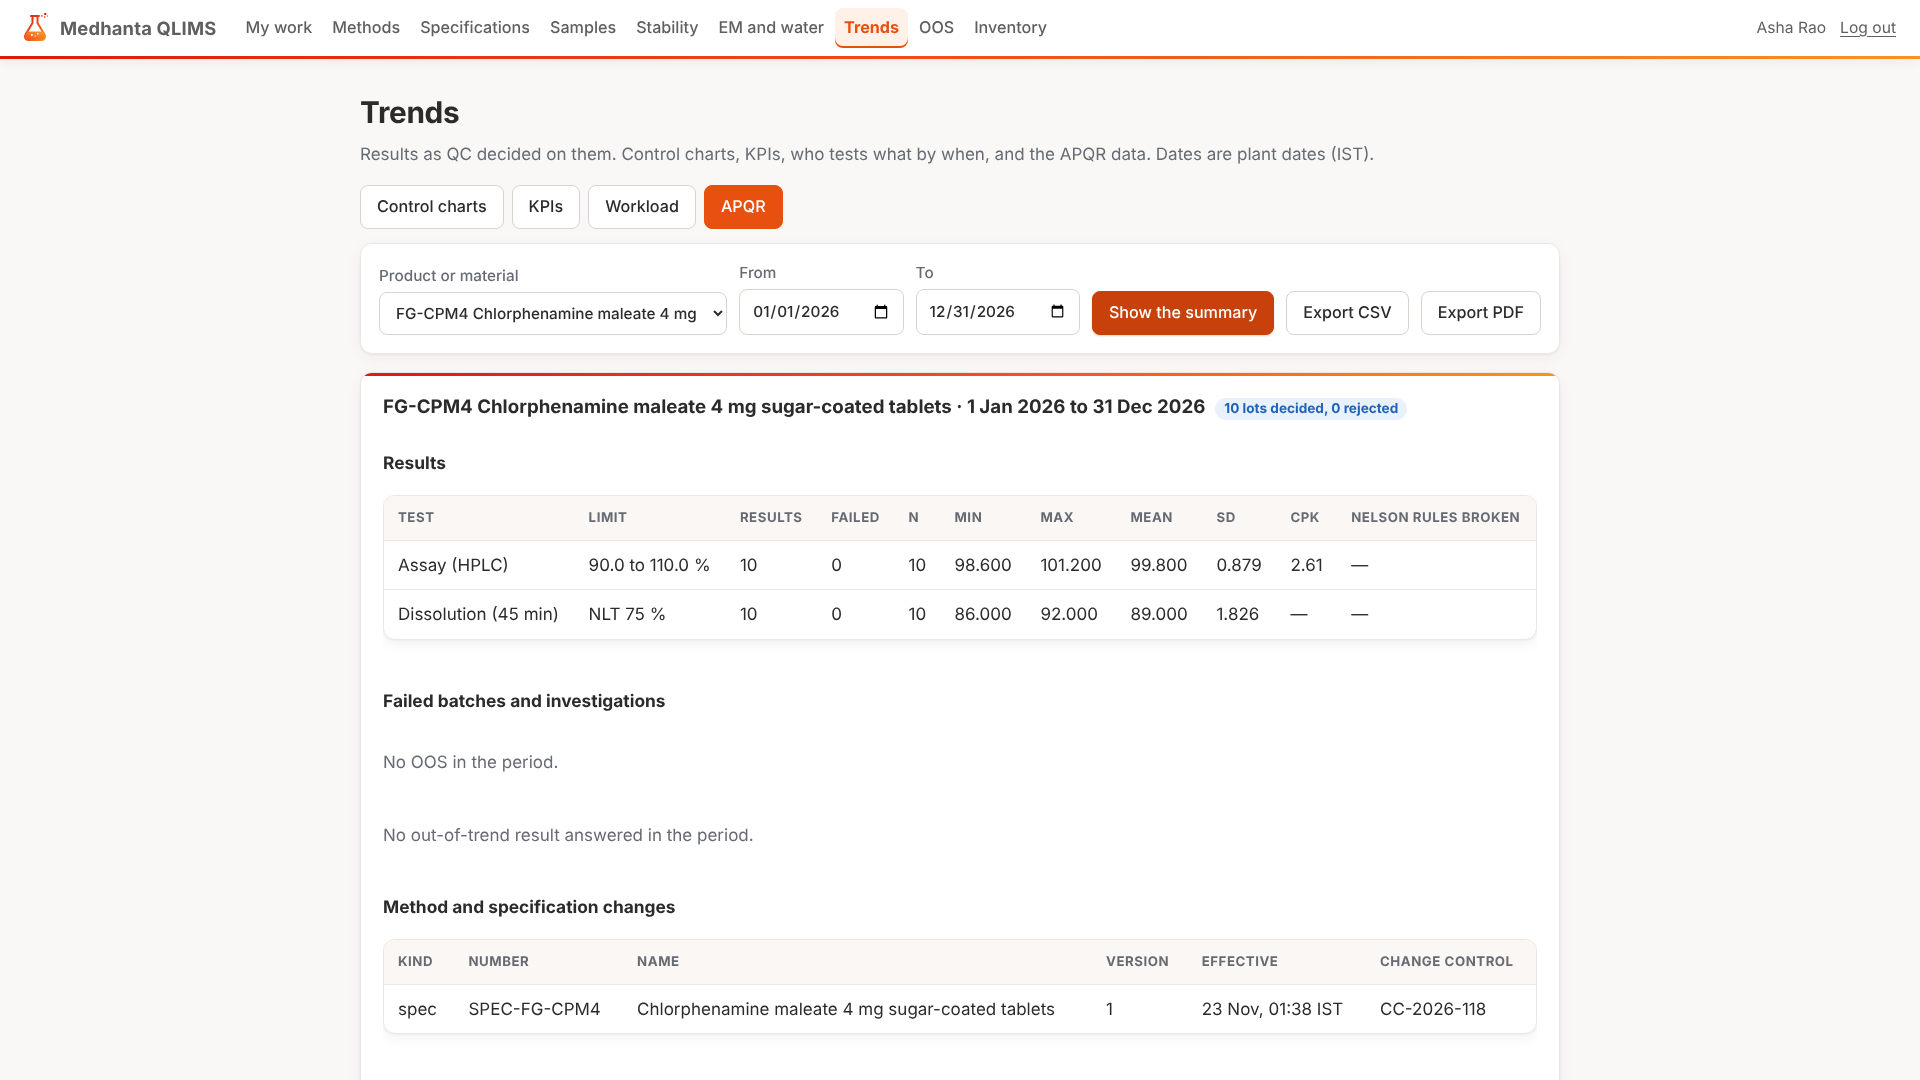 Medhanta QLIMS My work Methods Specifications Samples Stability EM and water Trends OOS Inventory Asha Rao Log out
Trends
Results as QC decided on them. Control charts, KPIs, who tests what by when, and the APQR data. Dates are plant dates (IST).
Control charts KPIs Workload APQR
Product or material From To
FG-CPM4 Chlorphenamine maleate 4 mg 01/01/2026 12/31/2026 Show the summary Export CSV Export PDF
FG-CPM4 Chlorphenamine maleate 4 mg sugar-coated tablets · 1 Jan 2026 to 31 Dec 2026 10 lots decided, 0 rejected
Results
TEST LIMIT RESULTS FAILED N MIN MAX MEAN SD CPK NELSON RULES BROKEN
Assay (HPLC) 90.0 to 110.0 % 10 0 10 98.600 101.200 99.800 0.879 2.61 —
Dissolution (45 min) NLT 75 % 10 0 10 86.000 92.000 89.000 1.826 — —
Failed batches and investigations
No OOS in the period.
No out-of-trend result answered in the period.
Method and specification changes
KIND NUMBER NAME VERSION EFFECTIVE CHANGE CONTROL
spec SPEC-FG-CPM4 Chlorphenamine maleate 4 mg sugar-coated tablets 1 23 Nov, 01:38 IST CC-2026-118